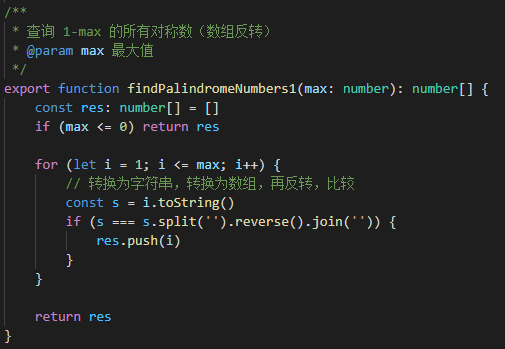 /**
 * 查询 1-max 的所有对称数（数组反转）
 * @param max 最大值
 */
export function findPalindromeNumbers1(max: number): number[] {
    const res: number[] = []
    if (max <= 0) return res

    for (let i = 1; i <= max; i++) {
        // 转换为字符串，转换为数组，再反转，比较
        const s = i.toString()
        if (s === s.split('').reverse().join('')) {
            res.push(i)
        }
    }

    return res
}